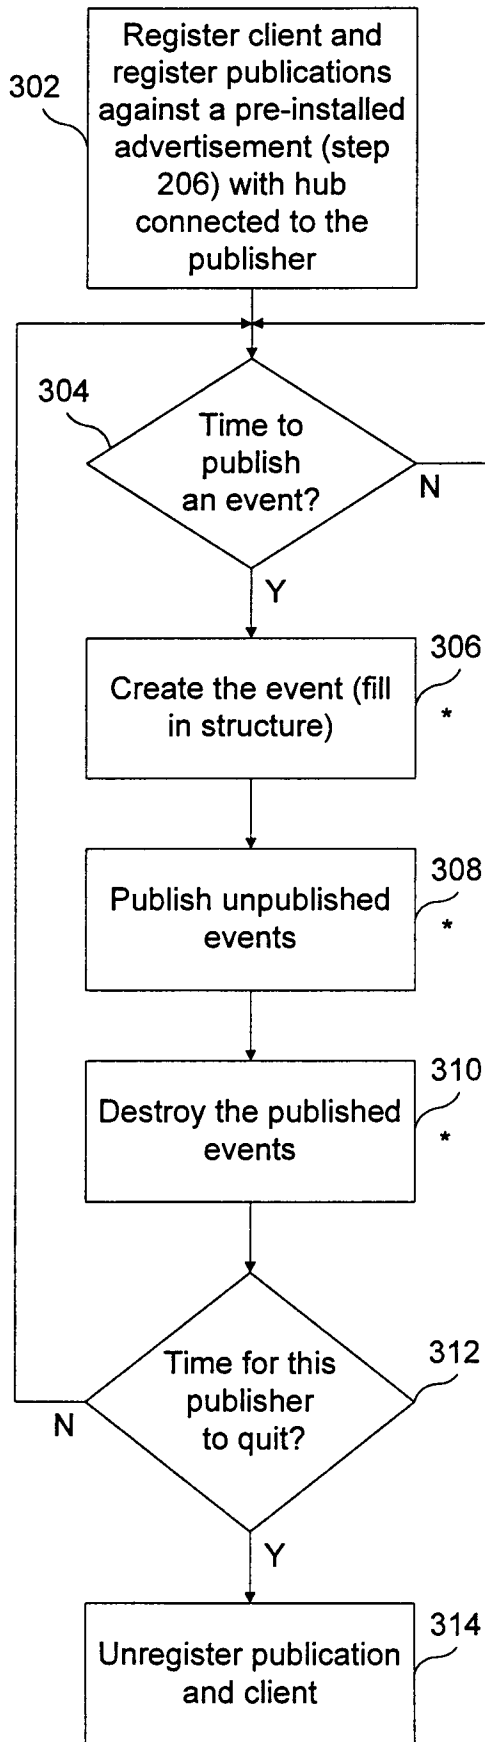 302
Register client and
register publications
against a pre-installed
advertisement (step
206) with hub
connected to the
publisher
304
Time to
publish
an event?
N
Y
306
Create the event (fill
in structure)
*
308
Publish unpublished
events
*
310
Destroy the published
events
*
312
Time for this
publisher
to quit?
N
Y
314
Unregister publication
and client